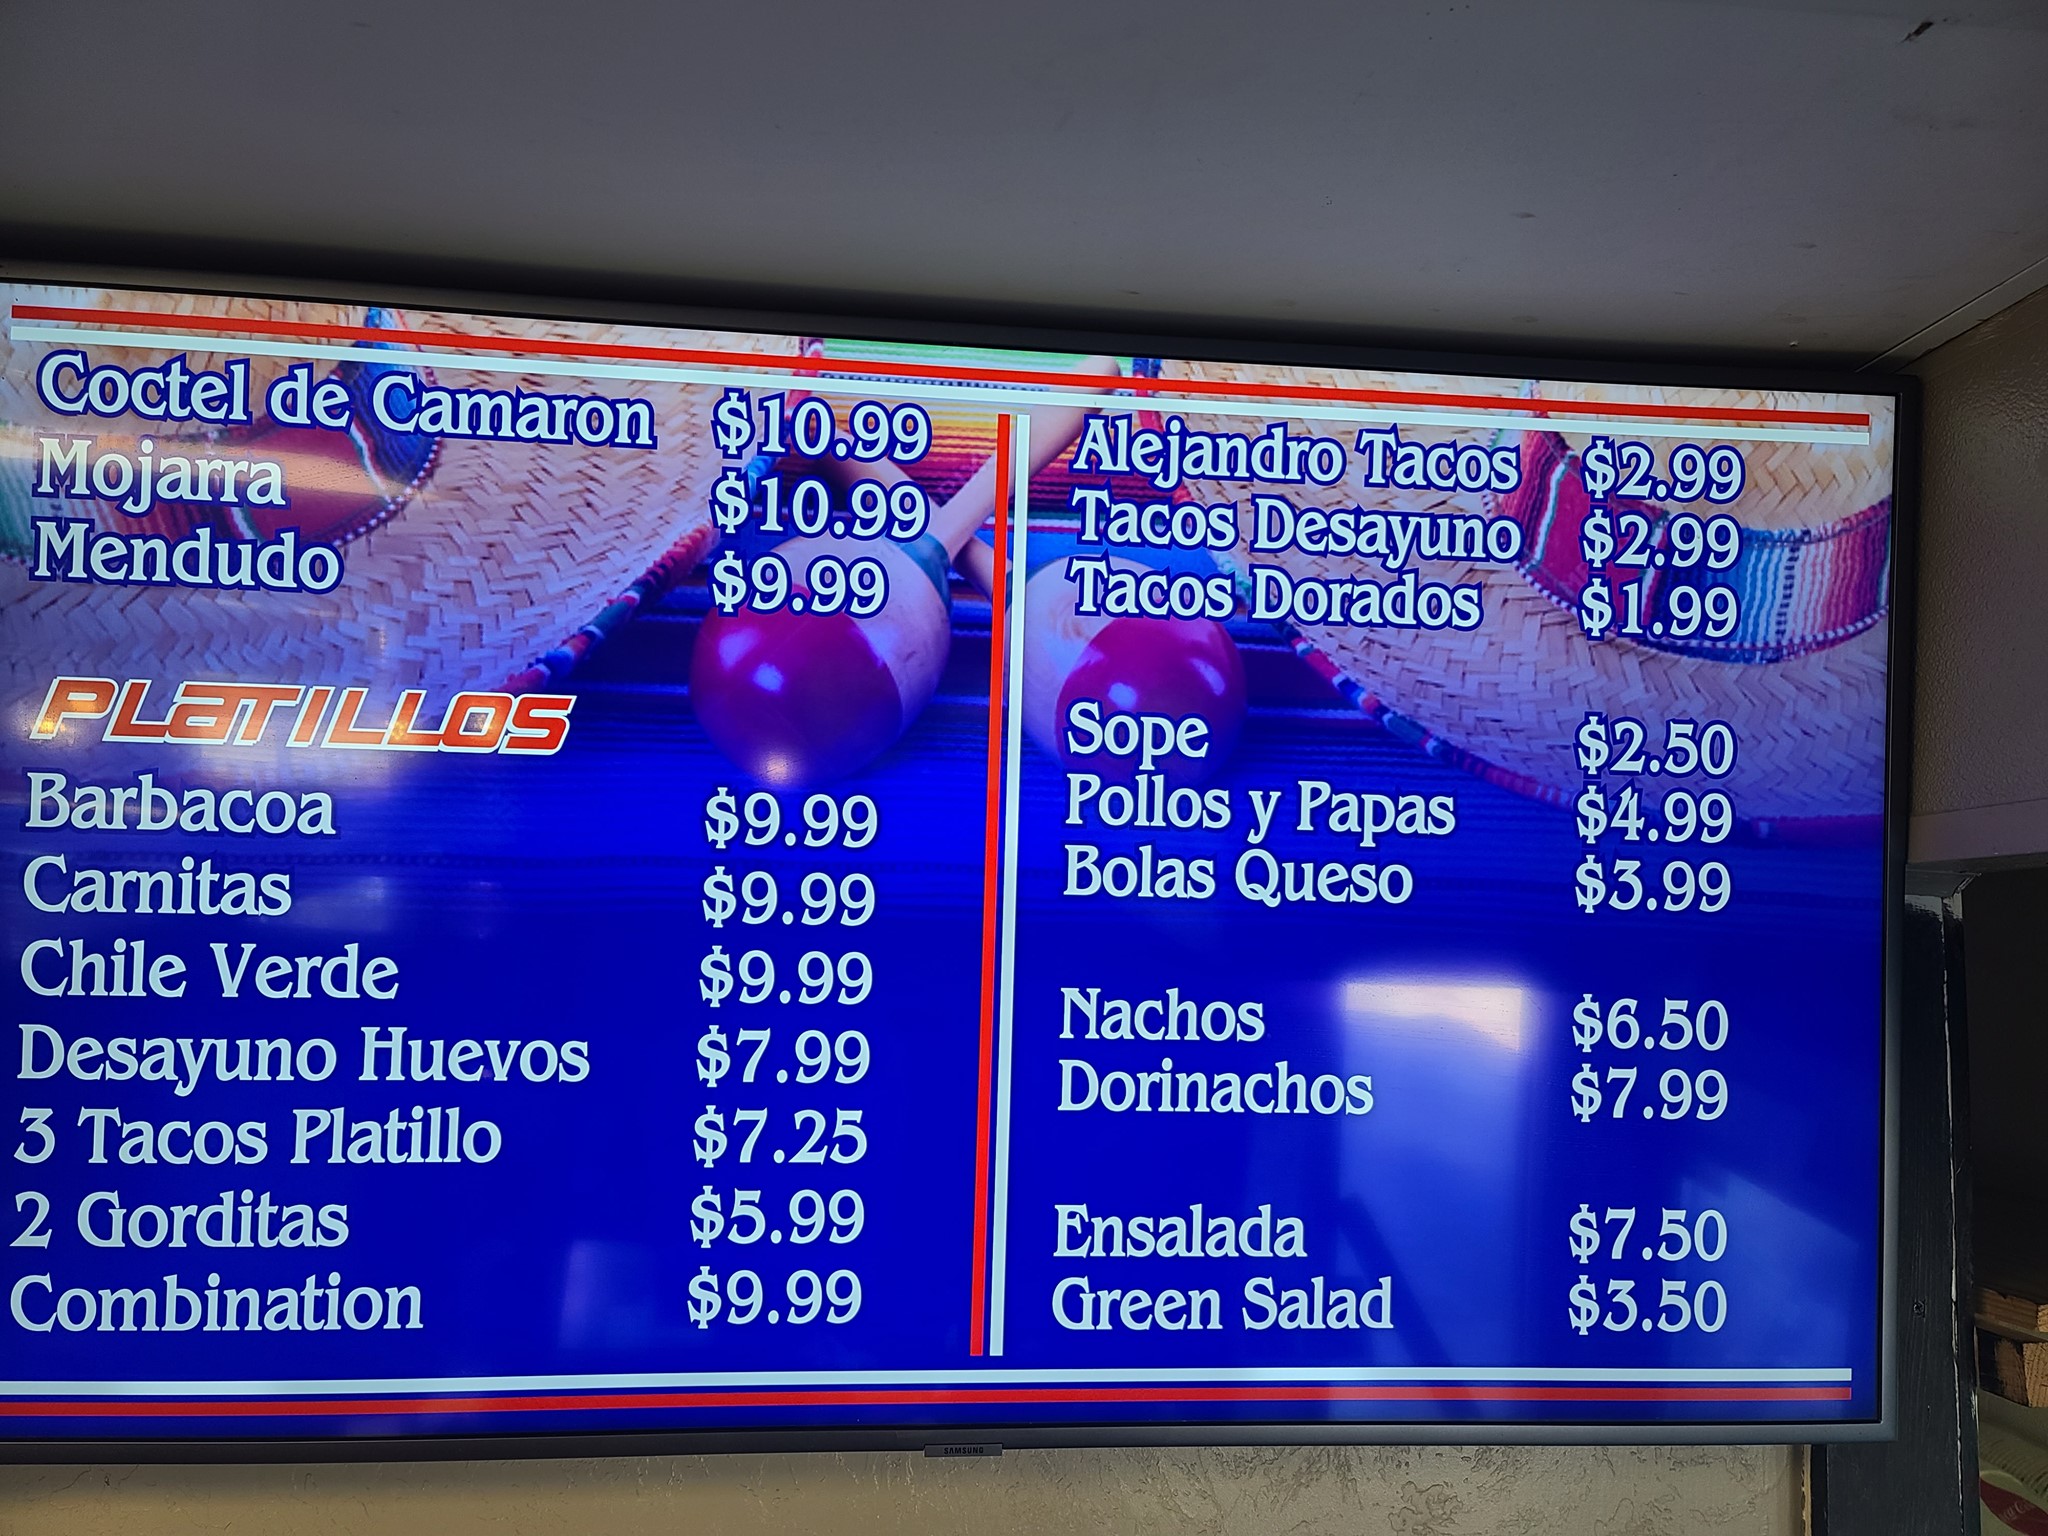 Coctel de Camaron $10.99
Mojarra $10.99
Mendudo $9.99
PLATILLOS
Barbacoa $9.99
Carnitas $9.99
Chile Verde $9.99
Desayuno Huevos $7.99
3 Tacos Platillo $7.25
2 Gorditas $5.99
Combination $9.99
Alejandro Tacos $2.99
Tacos Desayuno $2.99
Tacos Dorados $1.99
Sope $2.50
Pollos y Papas $4.99
Bolas Queso $3.99
Nachos $6.50
Dorinachos $7.99
Ensalada $7.50
Green Salad $3.50
SAMSUNG